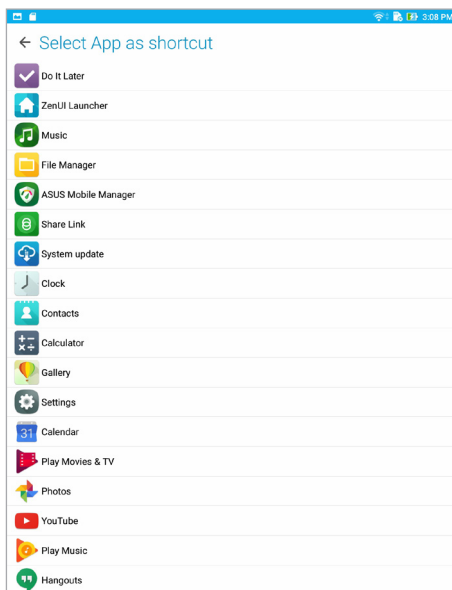 3:08 PM
Select App as shortcut
Do It Later
ZenUI Launcher
Music
File Manager
ASUS Mobile Manager
Share Link
System update
Clock
Contacts
Calculator
Gallery
Settings
31 Calendar
Play Movies & TV
Photos
YouTube
Play Music
Hangouts